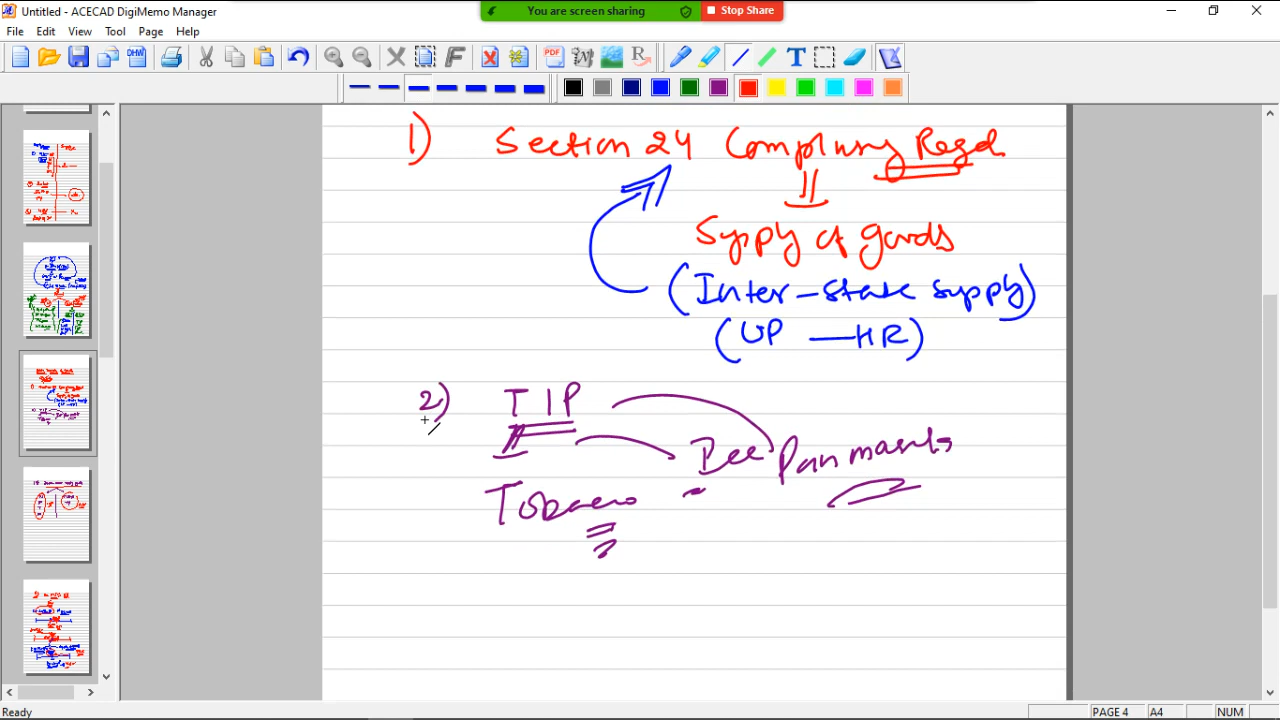 Untitled - ACECAD DigiMemo Manager
You are screen sharing
Stop Share
File Edit View Tool Page Help
1) Section 24 Complusry Regd.
Supply of goods
(Inter-state supply)
(UP — HR)
2) T I P
Ice Pan masala
Tobacco
Ready
PAGE 4 A4 NUM